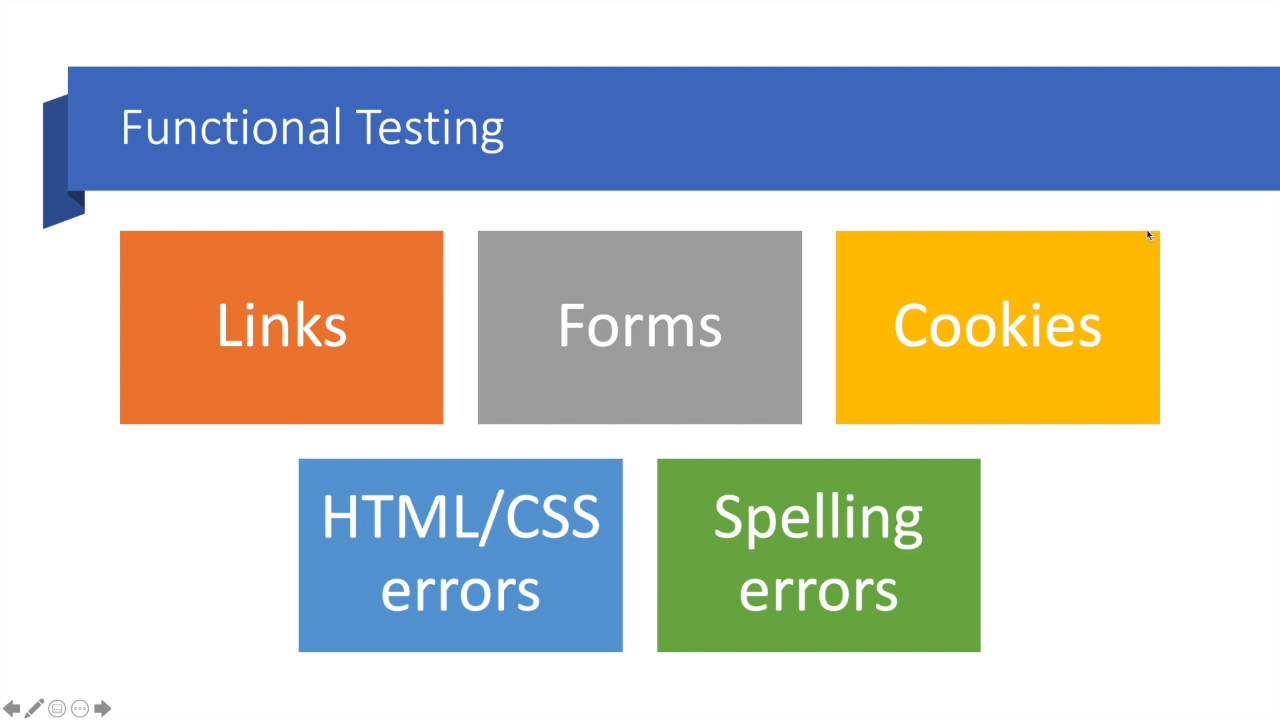 Functional Testing
Links
Forms
Cookies
HTML/CSS
errors
Spelling
errors